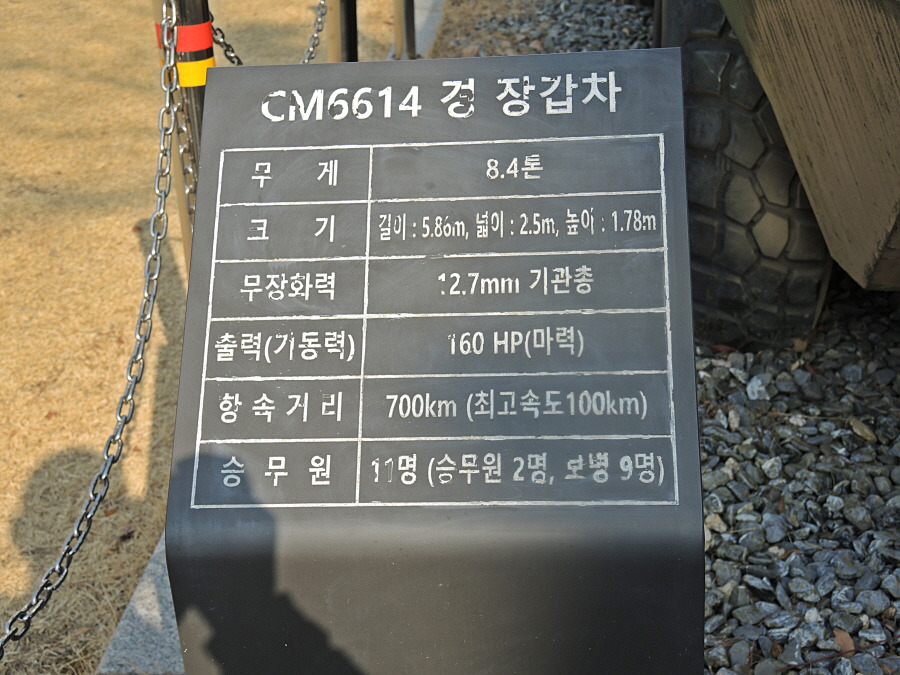 CM6614 경 장갑차
무 게 8.4톤
크 기 길이 : 5.86m, 넓이 : 2.5m, 높이 : 1.78m
무장화력 12.7mm 기관총
출력(기동력) 160 HP(마력)
항속거리 700km (최고속도100km)
승무원 11명 (승무원 2명, 보병 9명)